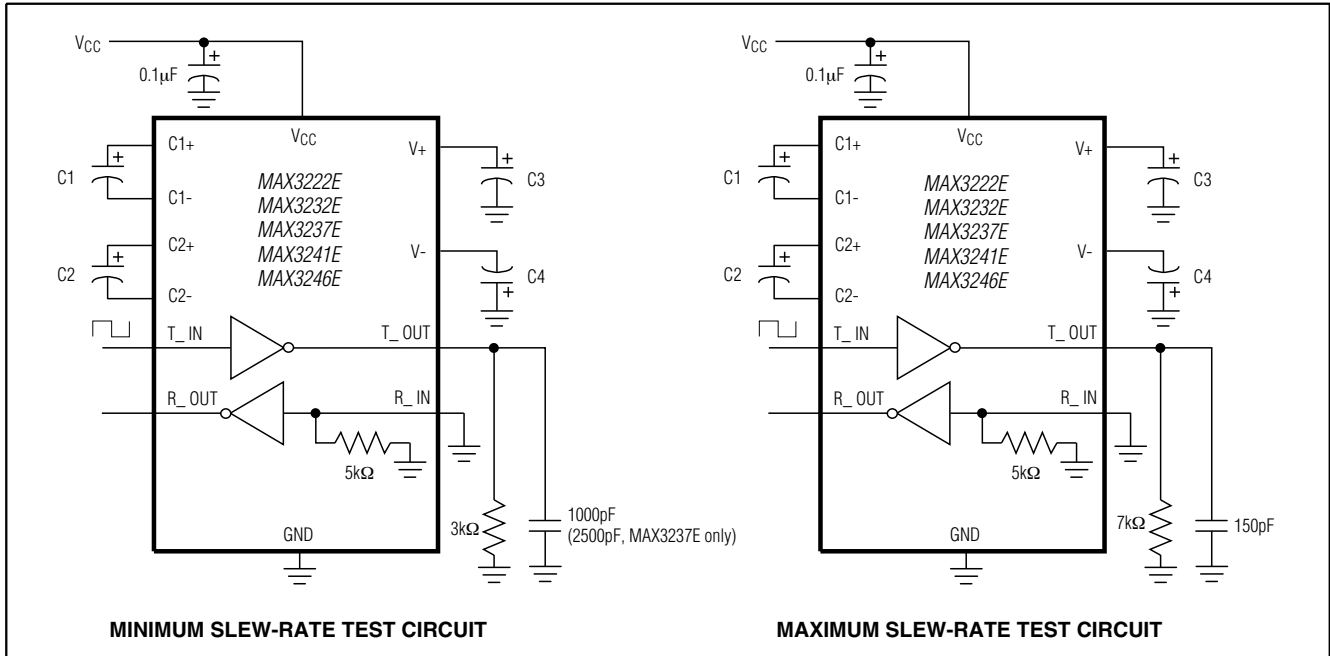 VCC
0.1µF
+
VCC
C1+
C1
+
C1-
C2+
C2
+
C2-
MAX3222E
MAX3232E
MAX3237E
MAX3241E
MAX3246E
V+
+
C3
V-
C4
+
T_ IN
T_ OUT
R_ OUT
R_ IN
5kΩ
GND
3kΩ
1000pF
(2500pF, MAX3237E only)
MINIMUM SLEW-RATE TEST CIRCUIT
VCC
0.1µF
+
VCC
C1+
C1
+
C1-
C2+
C2
+
C2-
MAX3222E
MAX3232E
MAX3237E
MAX3241E
MAX3246E
V+
+
C3
V-
C4
+
T_ IN
T_ OUT
R_ OUT
R_ IN
5kΩ
GND
7kΩ
150pF
MAXIMUM SLEW-RATE TEST CIRCUIT